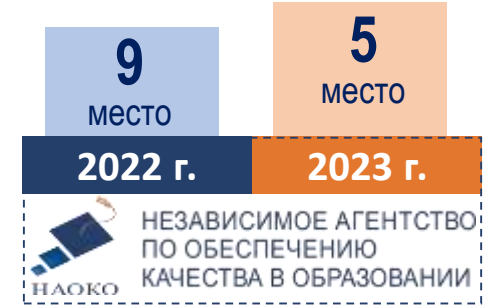 9
место
5
место
2022 г.
2023 г.
НАОКО
НЕЗАВИСИМОЕ АГЕНТСТВО
ПО ОБЕСПЕЧЕНИЮ
КАЧЕСТВА В ОБРАЗОВАНИИ